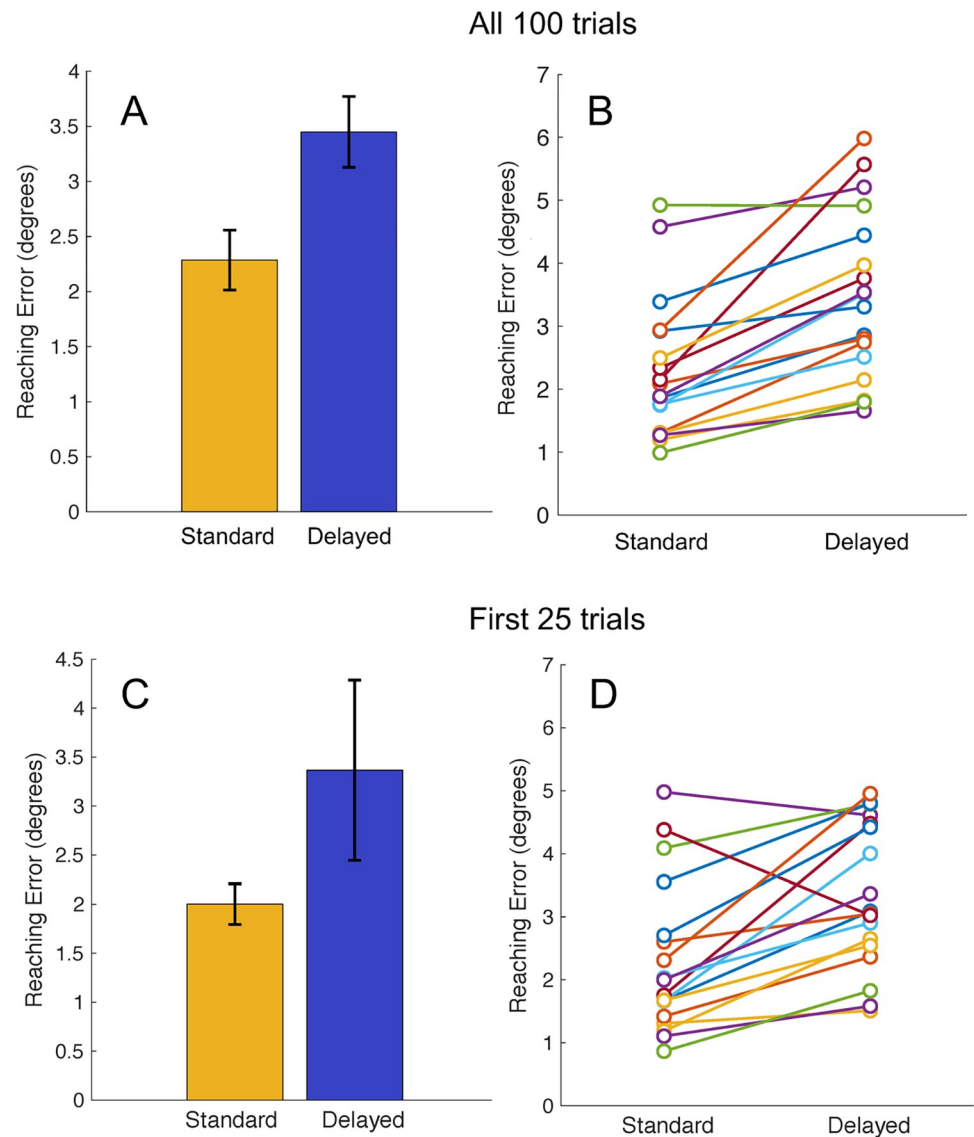 All 100 trials
A
Reaching Error (degrees)
4
3.5
3
2.5
2
1.5
1
0.5
0
Standard Delayed
B
Reaching Error (degrees)
7
6
5
4
3
2
1
0
Standard Delayed
First 25 trials
C
Reaching Error (degrees)
4.5
4
3.5
3
2.5
2
1.5
1
0.5
0
Standard Delayed
D
Reaching Error (degrees)
7
6
5
4
3
2
1
0
Standard Delayed